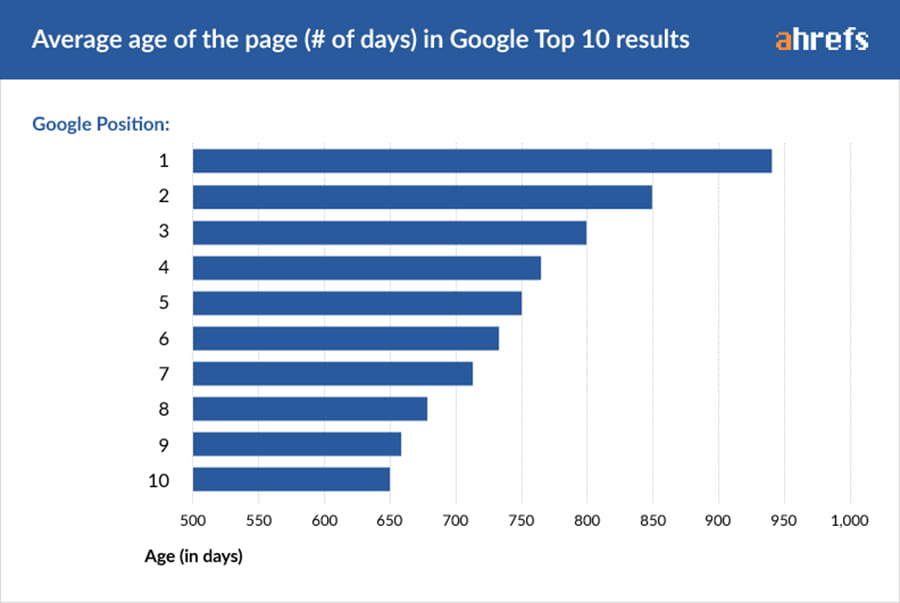 Average age of the page (# of days) in Google Top 10 results
ahrefs
Google Position:
1
2
3
4
5
6
7
8
9
10
500 550 600 650 700 750 800 850 900 950 1,000
Age (in days)